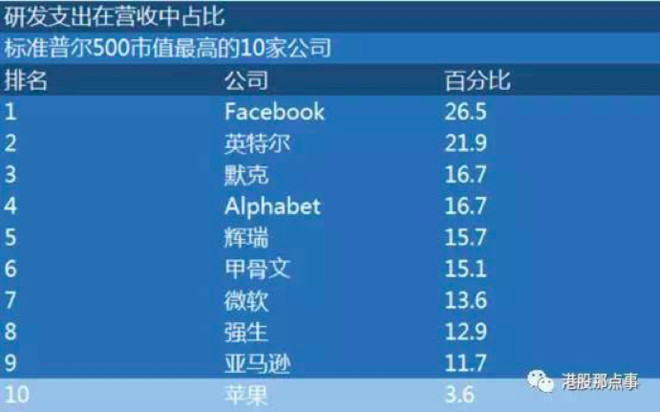 研发支出在营收中占比
标准普尔500市值最高的10家公司
排名 公司 百分比
1 Facebook 26.5
2 英特尔 21.9
3 默克 16.7
4 Alphabet 16.7
5 辉瑞 15.7
6 甲骨文 15.1
7 微软 13.6
8 强生 12.9
9 亚马逊 11.7
10 苹果 3.6
港股那点事